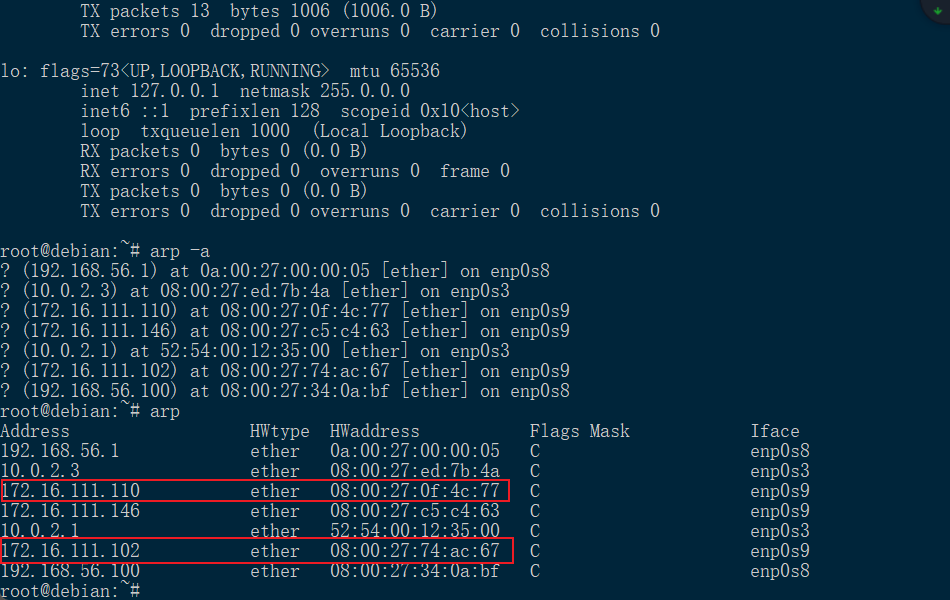 TX packets 13  bytes 1006 (1006.0 B)
        TX errors 0  dropped 0 overruns 0  carrier 0  collisions 0
lo: flags=73<UP,LOOPBACK,RUNNING>  mtu 65536
        inet 127.0.0.1  netmask 255.0.0.0
        inet6 ::1  prefixlen 128  scopeid 0x10<host>
        loop  txqueuelen 1000  (Local Loopback)
        RX packets 0  bytes 0 (0.0 B)
        RX errors 0  dropped 0  overruns 0  frame 0
        TX packets 0  bytes 0 (0.0 B)
        TX errors 0  dropped 0 overruns 0  carrier 0  collisions 0
root@debian:~# arp -a
? (192.168.56.1) at 0a:00:27:00:00:05 [ether] on enp0s8
? (10.0.2.3) at 08:00:27:ed:7b:4a [ether] on enp0s3
? (172.16.111.110) at 08:00:27:0f:4c:77 [ether] on enp0s9
? (172.16.111.146) at 08:00:27:c5:c4:63 [ether] on enp0s9
? (10.0.2.1) at 52:54:00:12:35:00 [ether] on enp0s3
? (172.16.111.102) at 08:00:27:74:ac:67 [ether] on enp0s9
? (192.168.56.100) at 08:00:27:34:0a:bf [ether] on enp0s8
root@debian:~# arp
Address                  HWtype  HWaddress           Flags Mask            Iface
192.168.56.1             ether   0a:00:27:00:00:05   C                     enp0s8
10.0.2.3                 ether   08:00:27:ed:7b:4a   C                     enp0s3
172.16.111.110           ether   08:00:27:0f:4c:77   C                     enp0s9
172.16.111.146           ether   08:00:27:c5:c4:63   C                     enp0s9
10.0.2.1                 ether   52:54:00:12:35:00   C                     enp0s3
172.16.111.102           ether   08:00:27:74:ac:67   C                     enp0s9
192.168.56.100           ether   08:00:27:34:0a:bf   C                     enp0s8
root@debian:~#